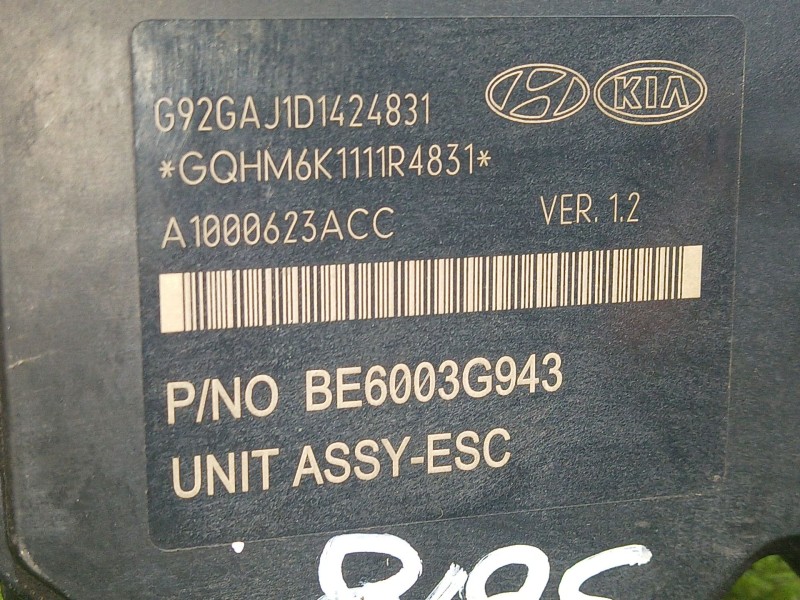 G92GAJ1D1424831
KIA
*GQHM6K1111R4831*
A1000623ACC VER. 1.2
P/NO BE6003G943
UNIT ASSY-ESC